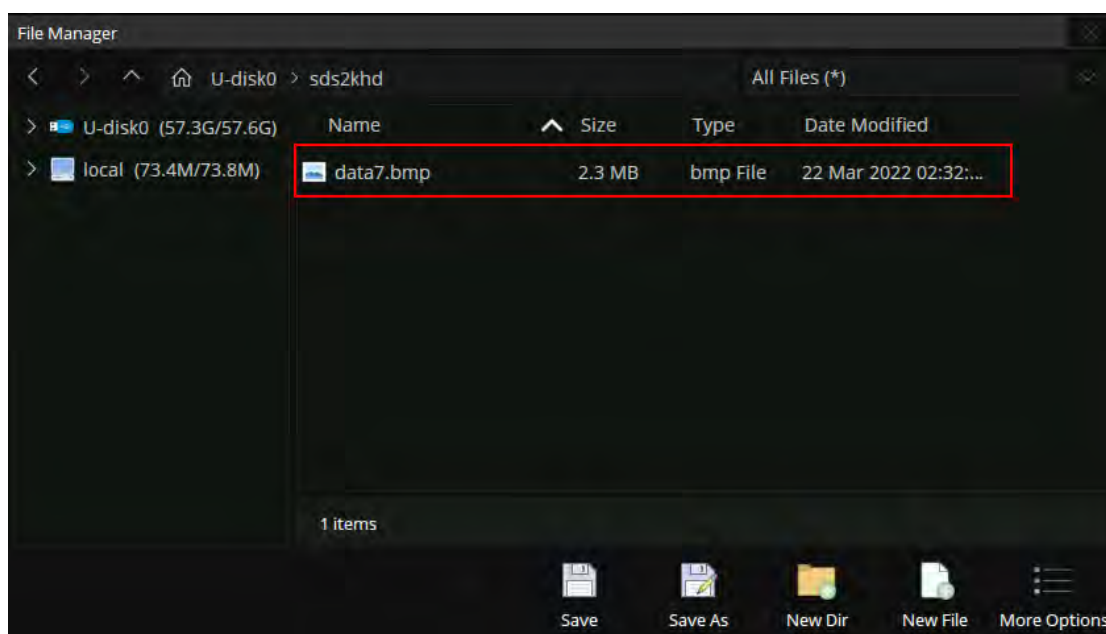 File Manager
U-disk0 > sds2khd All Files (*)
U-disk0 (57.3G/57.6G)
local (73.4M/73.8M)
Name Size Type Date Modified
data7.bmp 2.3 MB bmp File 22 Mar 2022 02:32:...
1 items
Save Save As New Dir New File More Options